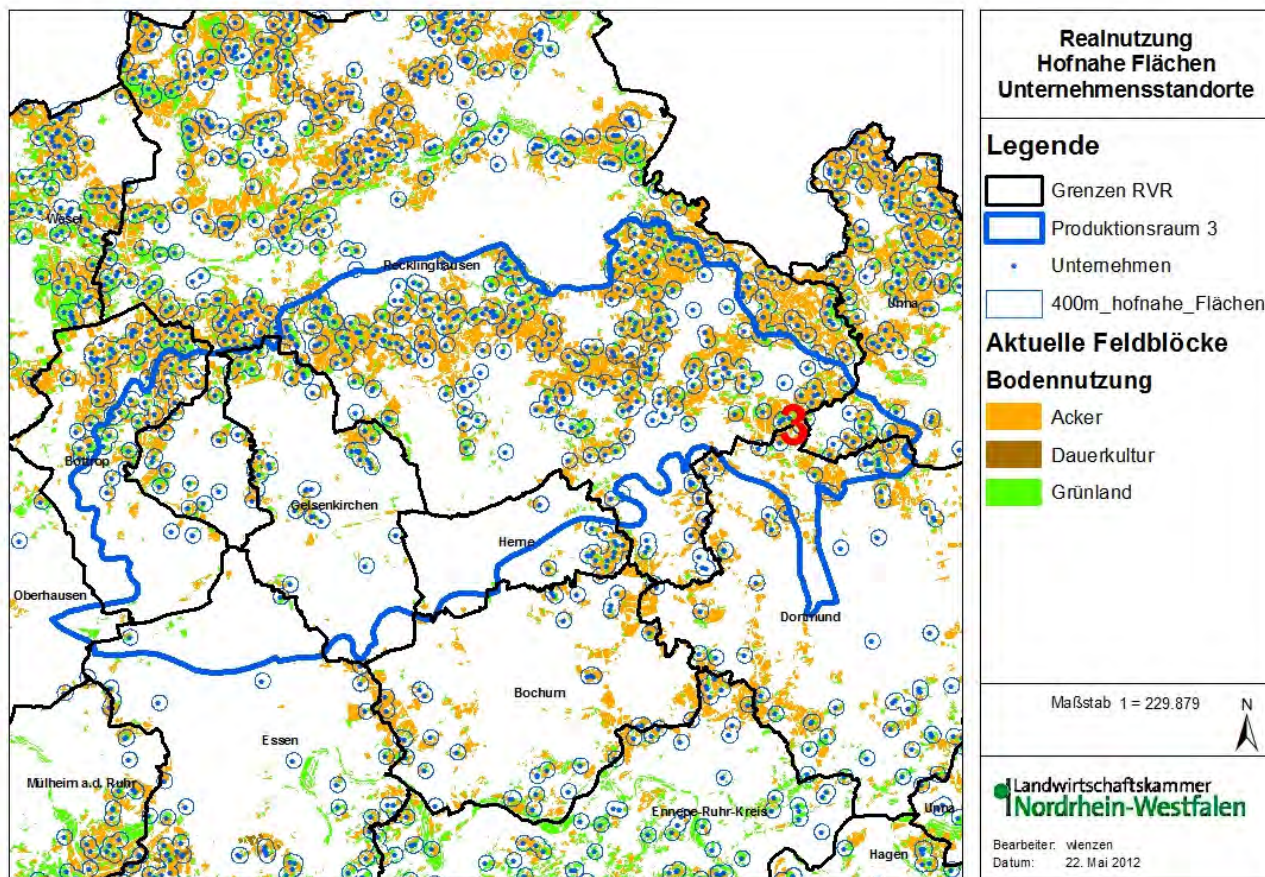 Wesel
Recklinghausen
Unna
3
Bottrop
Gelsenkirchen
Herne
Oberhausen
Dortmund
Bochum
Essen
Mülheim a.d. Ruhr
Ennepe-Ruhr-Kreis
Unna
Hagen
Realnutzung
Hofnahe Flächen
Unternehmensstandorte
Legende
Grenzen RVR
Produktionsraum 3
Unternehmen
400m_hofnahe_Flächen
Aktuelle Feldblöcke
Bodennutzung
Acker
Dauerkultur
Grünland
Maßstab 1 = 229.879
N
Landwirtschaftskammer
Nordrhein-Westfalen
Bearbeiter: wienzen
Datum: 22. Mai 2012